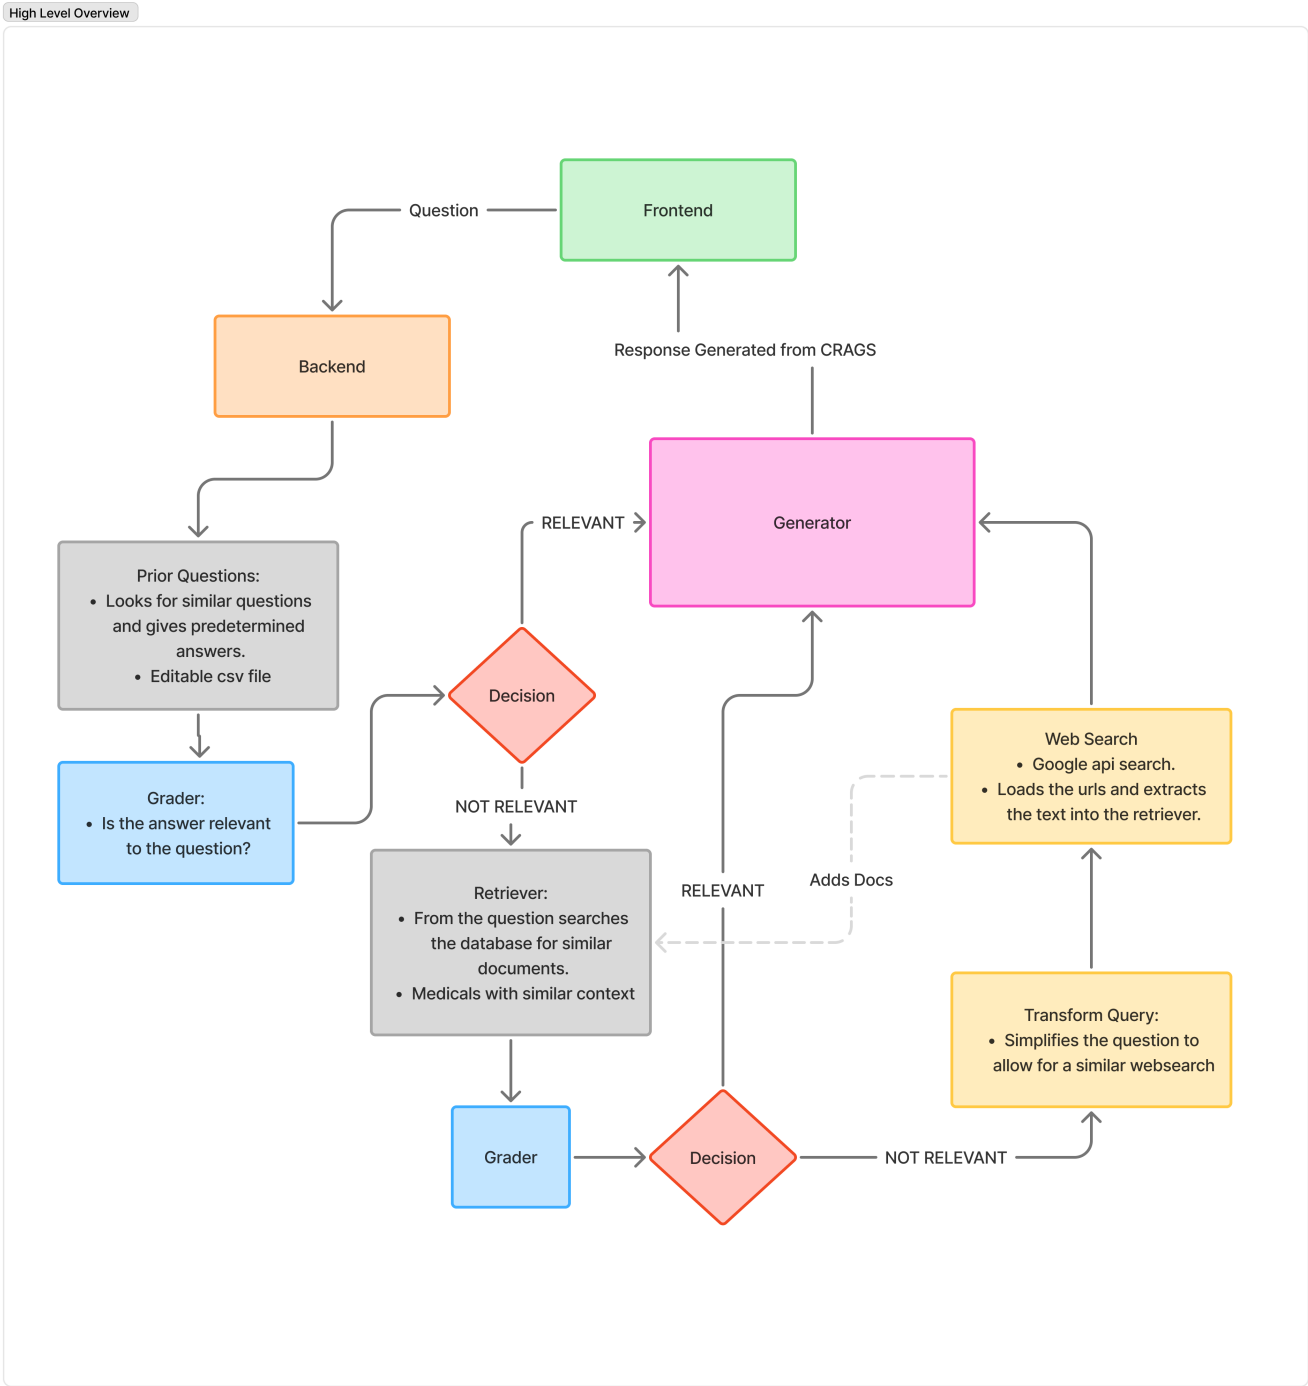 High Level Overview
Frontend
Question
Backend
Response Generated from CRAGS
Generator
RELEVANT
Prior Questions:
• Looks for similar questions
and gives predetermined
answers.
• Editable csv file
Decision
Grader:
• Is the answer relevant
to the question?
NOT RELEVANT
Retriever:
• From the question searches
the database for similar
documents.
• Medicals with similar context
RELEVANT
Adds Docs
Web Search
• Google api search.
• Loads the urls and extracts
the text into the retriever.
Transform Query:
• Simplifies the question to
allow for a similar websearch
Grader
Decision
NOT RELEVANT